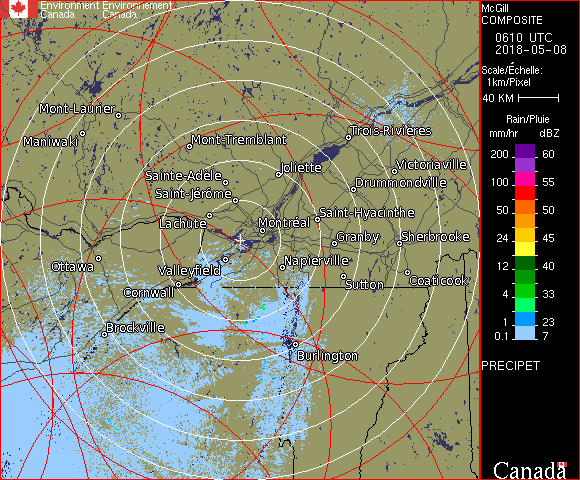 Environment Environnement
Canada Canada
McGill
COMPOSITE
0610 UTC
2018-05-08
Scale/Échelle:
1km/Pixel
40 KM
Rain/Pluie
mm/hr dBZ
200 60
100 55
50 50
24 45
12 40
4 33
1 23
0.1 7
PRECIPET
Canada
Mont-Laurier
Maniwaki
Mont-Tremblant
Trois-Rivières
Joliette
Victoriaville
Sainte-Adèle
Drummondville
Saint-Jérôme
Saint-Hyacinthe
Lachute
Montréal
Granby
Sherbrooke
Ottawa
Valleyfield
Napierville
Cornwall
Sutton
Coaticook
Brockville
Burlington